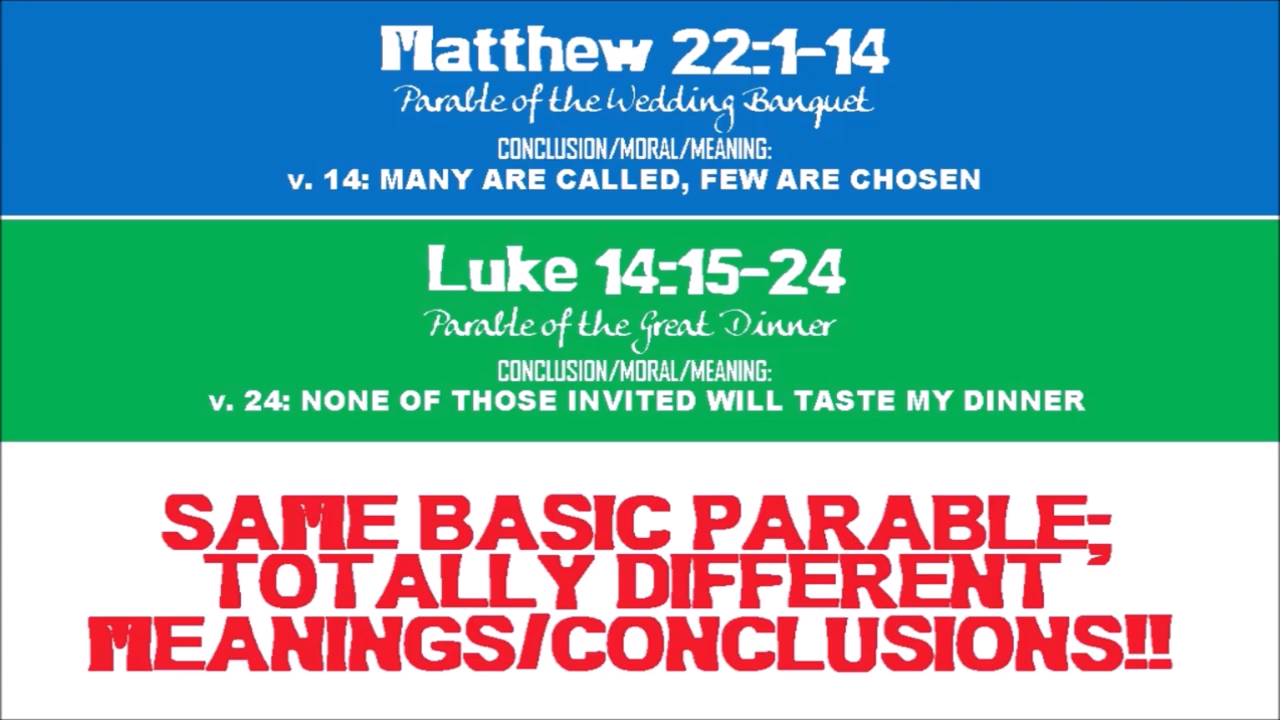 Matthew 22:1-14
Parable of the Wedding Banquet
CONCLUSION/MORAL/MEANING:
v. 14: MANY ARE CALLED, FEW ARE CHOSEN
Luke 14:15-24
Parable of the Great Dinner
CONCLUSION/MORAL/MEANING:
v. 24: NONE OF THOSE INVITED WILL TASTE MY DINNER
SAME BASIC PARABLE;
TOTALLY DIFFERENT
MEANINGS/CONCLUSIONS!!